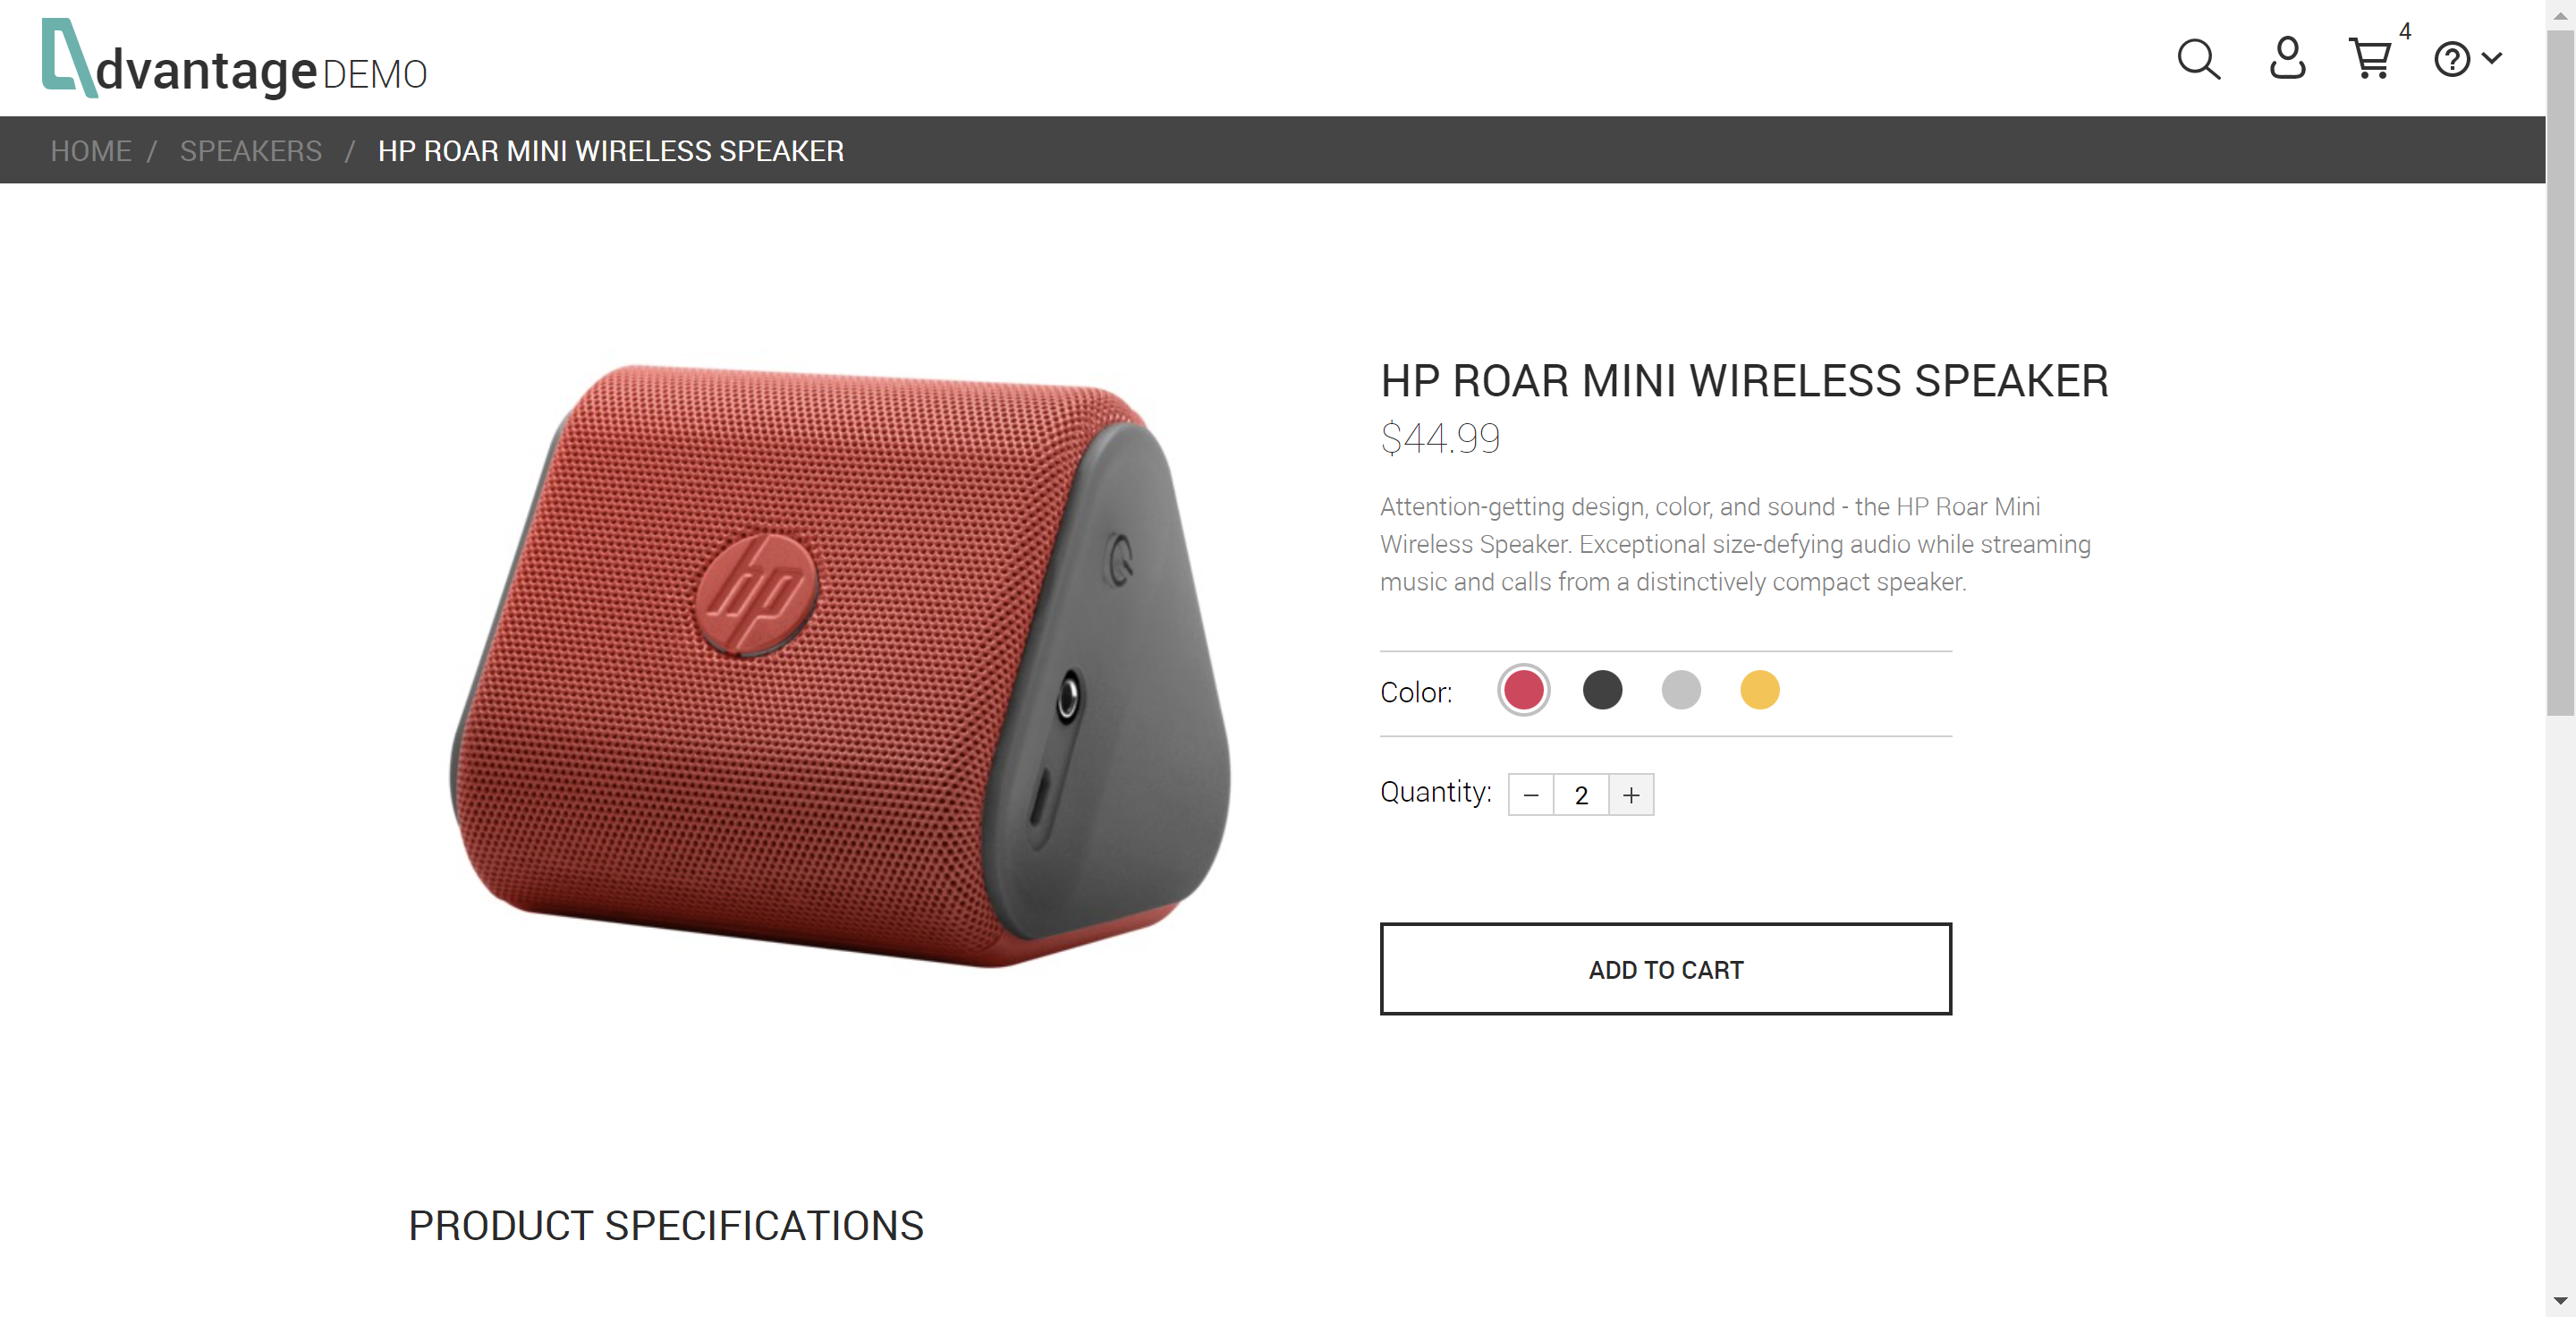 dvantage DEMO
4
HOME / SPEAKERS / HP ROAR MINI WIRELESS SPEAKER
hp
HP ROAR MINI WIRELESS SPEAKER
$44.99
Attention-getting design, color, and sound - the HP Roar Mini
Wireless Speaker. Exceptional size-defying audio while streaming
music and calls from a distinctively compact speaker.
Color:
Quantity: − 2 +
ADD TO CART
PRODUCT SPECIFICATIONS